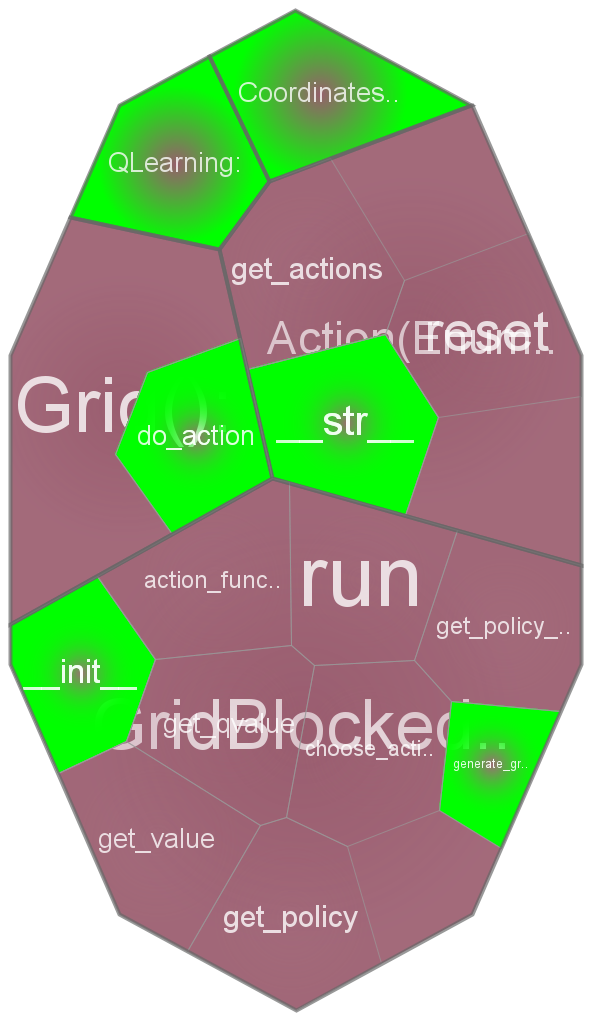 Coordinates..
QLearning:
get_actions
Action(Enum..
reset
Grid():
do_action
__str__
action_func..
run
get_policy_..
__init__
GridBlocked..
get_qvalue
choose_acti..
generate_gr..
get_value
get_policy